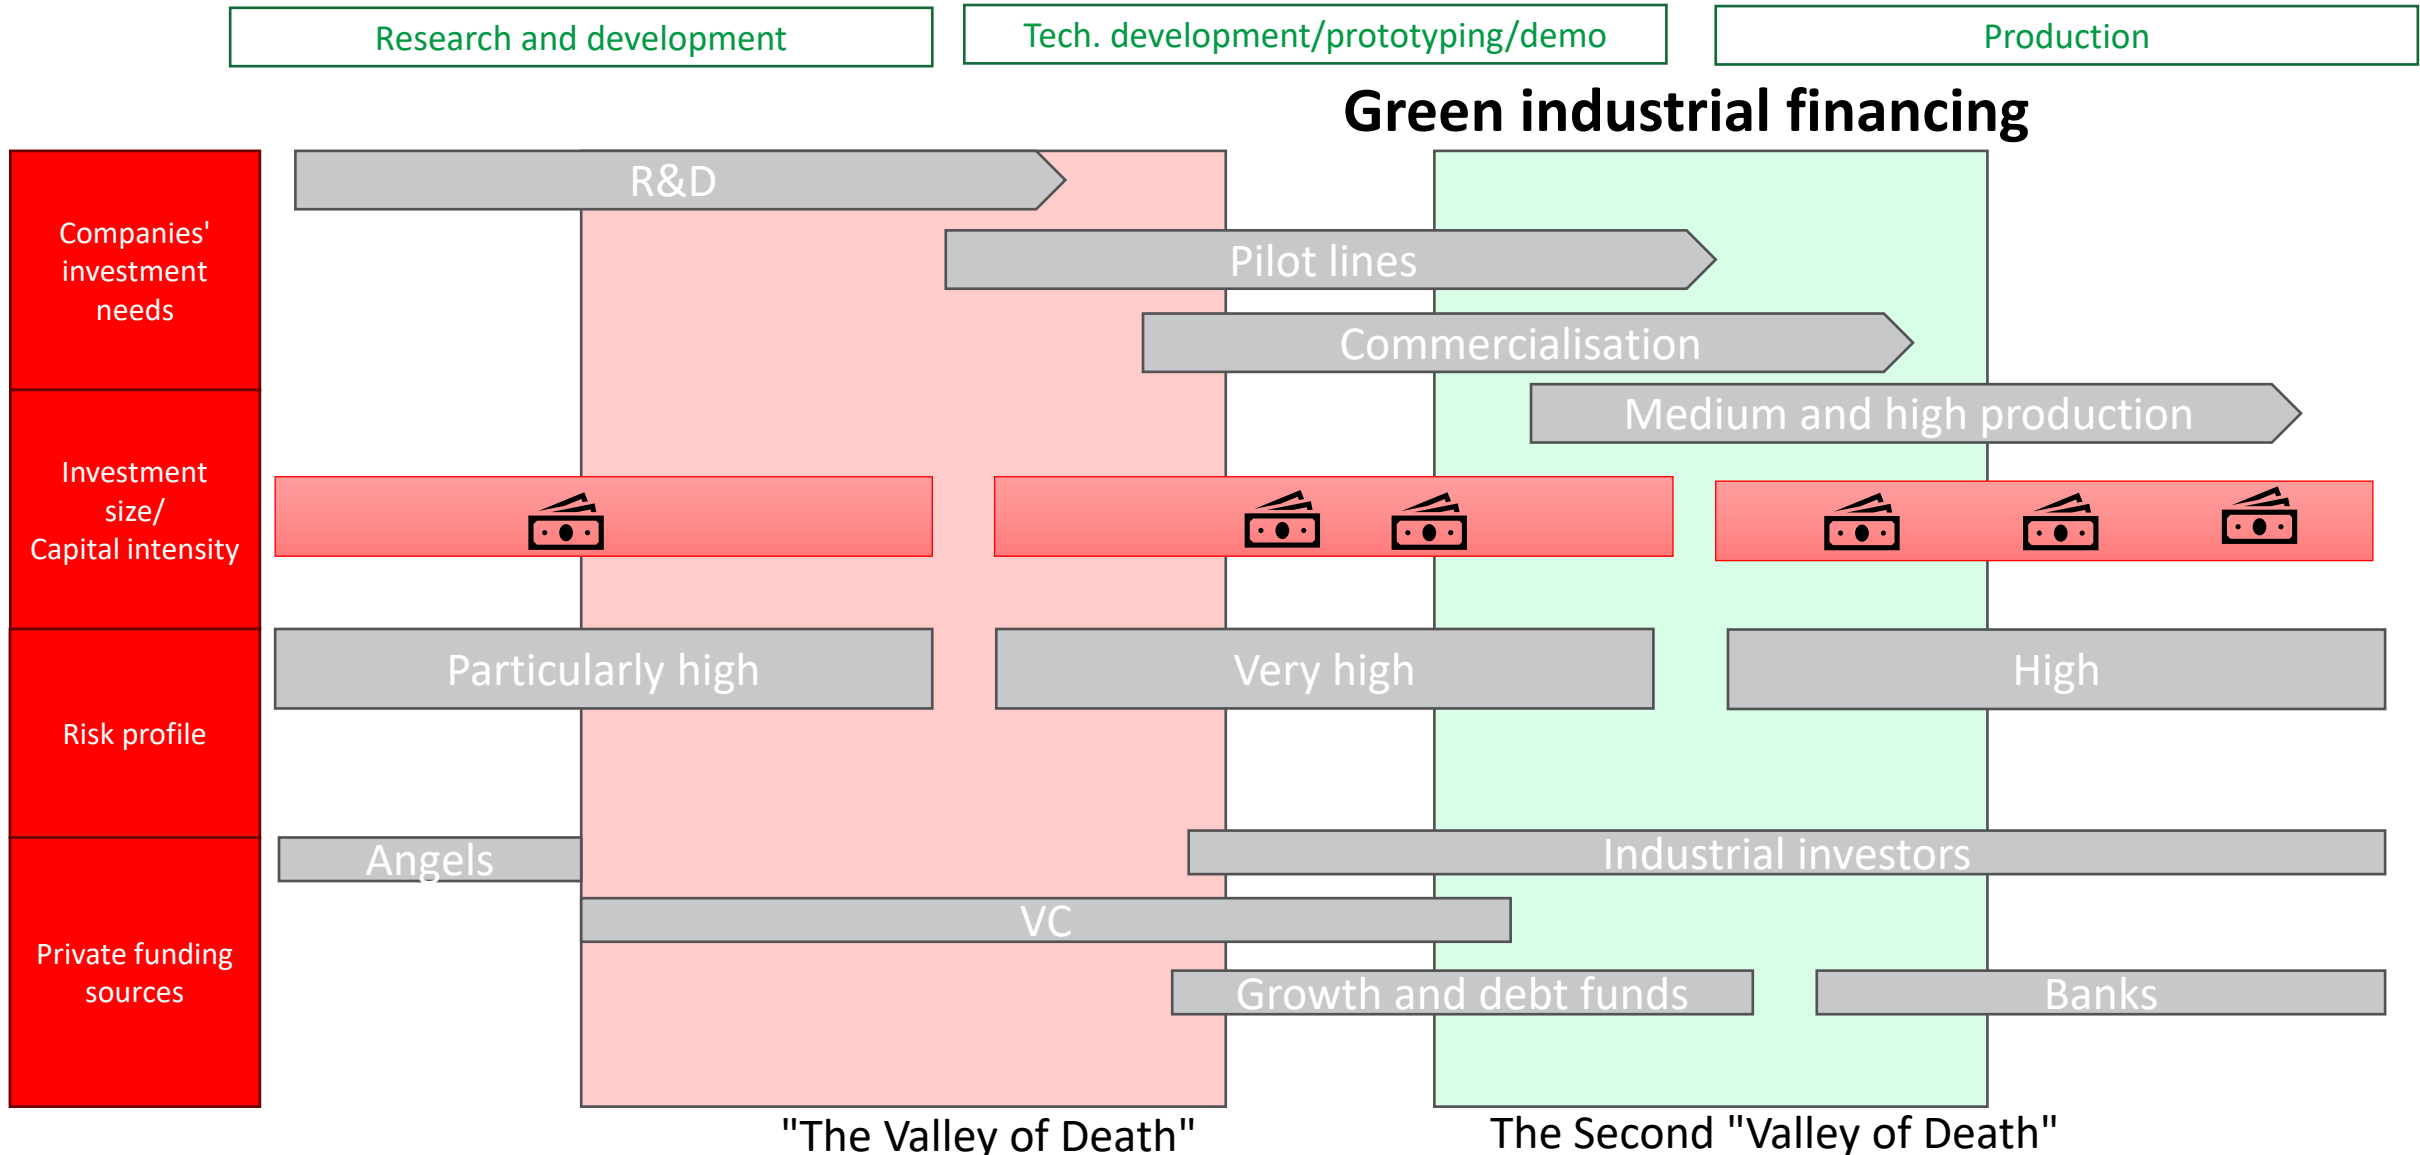 Research and development
Tech. development/prototyping/demo
Production
Green industrial financing
Companies'
investment
needs
R&D
Pilot lines
Commercialisation
Medium and high production
Investment
size/
Capital intensity
Risk profile
Particularly high
Very high
High
Private funding
sources
Angels
Industrial investors
VC
Growth and debt funds
Banks
"The Valley of Death"
The Second "Valley of Death"